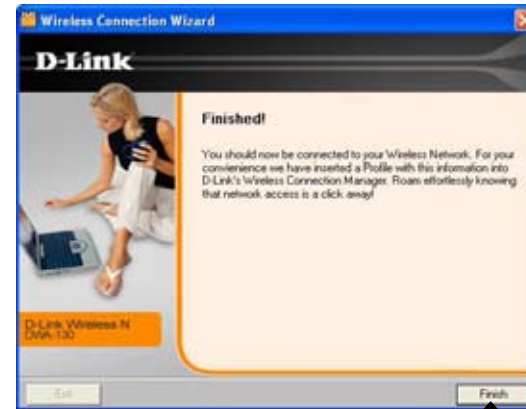 Wireless Connection Wizard
D-Link
Finished!
You should now be connected to your Wireless Network. For your
convienience we have inserted a Profile with this information into
D-Link's Wireless Connection Manager. Roam effortlessly knowing
that network access is a click away!
D-Link Wireless N
DWA-130
Exit
Finish